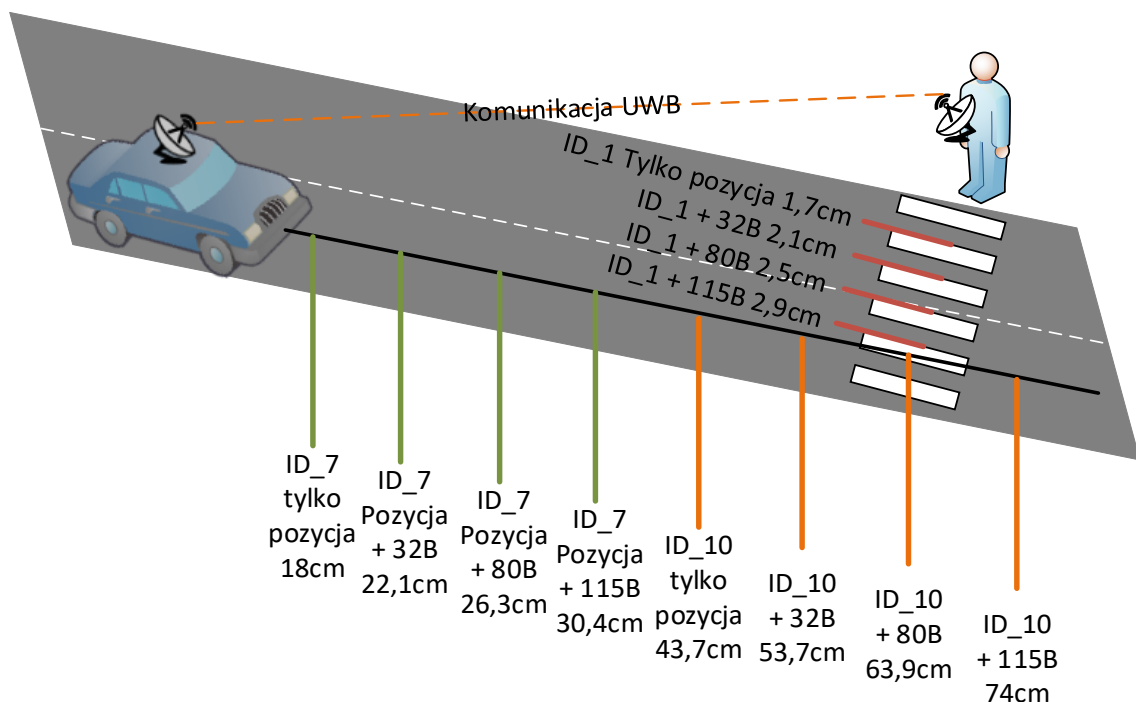 Komunikacja UWB
ID_1 Tylko pozycja 1,7cm
ID_1 + 32B 2,1cm
ID_1 + 80B 2,5cm
ID_1 + 115B 2,9cm
ID_7
tylko
pozycja
18cm
ID_7
Pozycja
+ 32B
22,1cm
ID_7
Pozycja
+ 80B
26,3cm
ID_7
Pozycja
+ 115B
30,4cm
ID_10
tylko
pozycja
43,7cm
ID_10
+ 32B
53,7cm
ID_10
+ 80B
63,9cm
ID_10
+ 115B
74cm